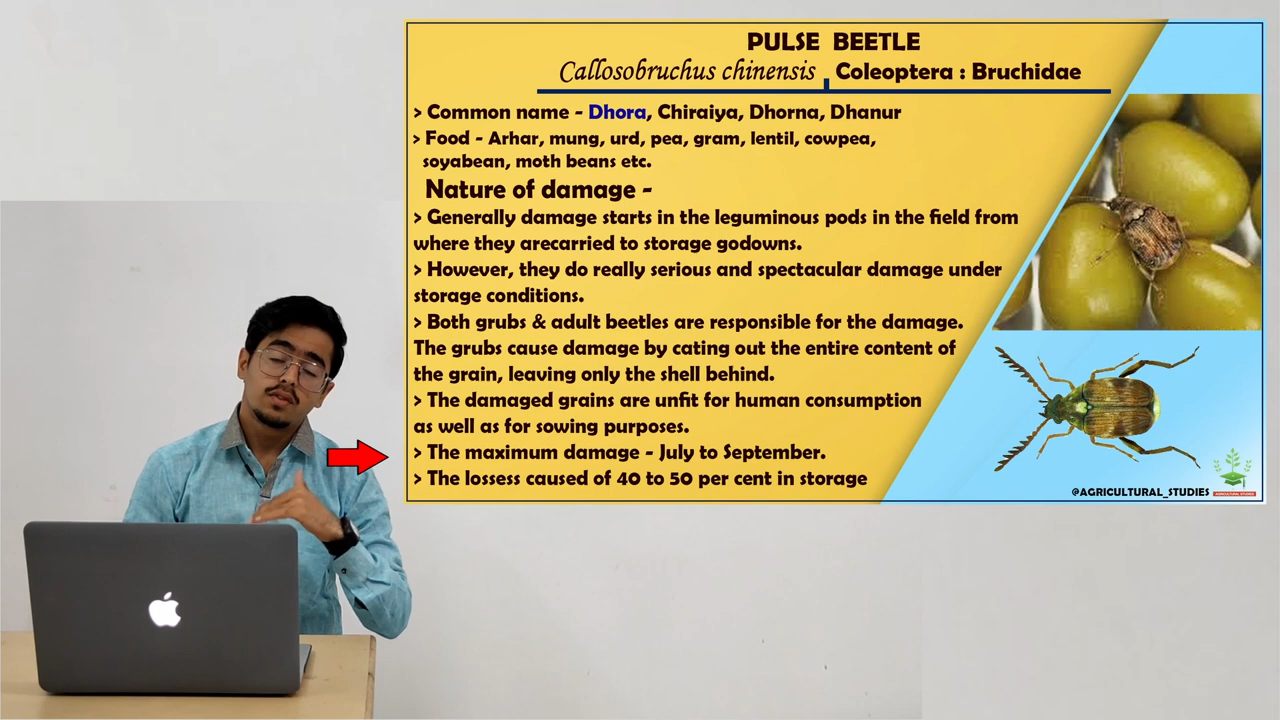 PULSE BEETLE
Callosobruchus chinensis Coleoptera : Bruchidae
> Common name - Dhora, Chiraiya, Dhorna, Dhanur
> Food - Arhar, mung, urd, pea, gram, lentil, cowpea,
soyabean, moth beans etc.
Nature of damage -
> Generally damage starts in the leguminous pods in the field from
where they arecarried to storage godowns.
> However, they do really serious and spectacular damage under
storage conditions.
> Both grubs & adult beetles are responsible for the damage.
The grubs cause damage by cating out the entire content of
the grain, leaving only the shell behind.
> The damaged grains are unfit for human consumption
as well as for sowing purposes.
> The maximum damage - July to September.
> The lossess caused of 40 to 50 per cent in storage
@AGRICULTURAL_STUDIES
AGRICULTURAL STUDIES